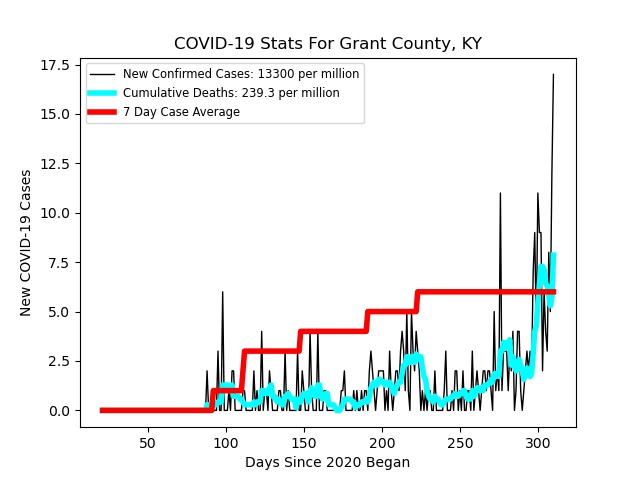 COVID-19 Stats For Grant County, KY
New Confirmed Cases: 13300 per million
Cumulative Deaths: 239.3 per million
7 Day Case Average
17.5
15.0
12.5
10.0
7.5
5.0
2.5
0.0
New COVID-19 Cases
50 100 150 200 250 300
Days Since 2020 Began